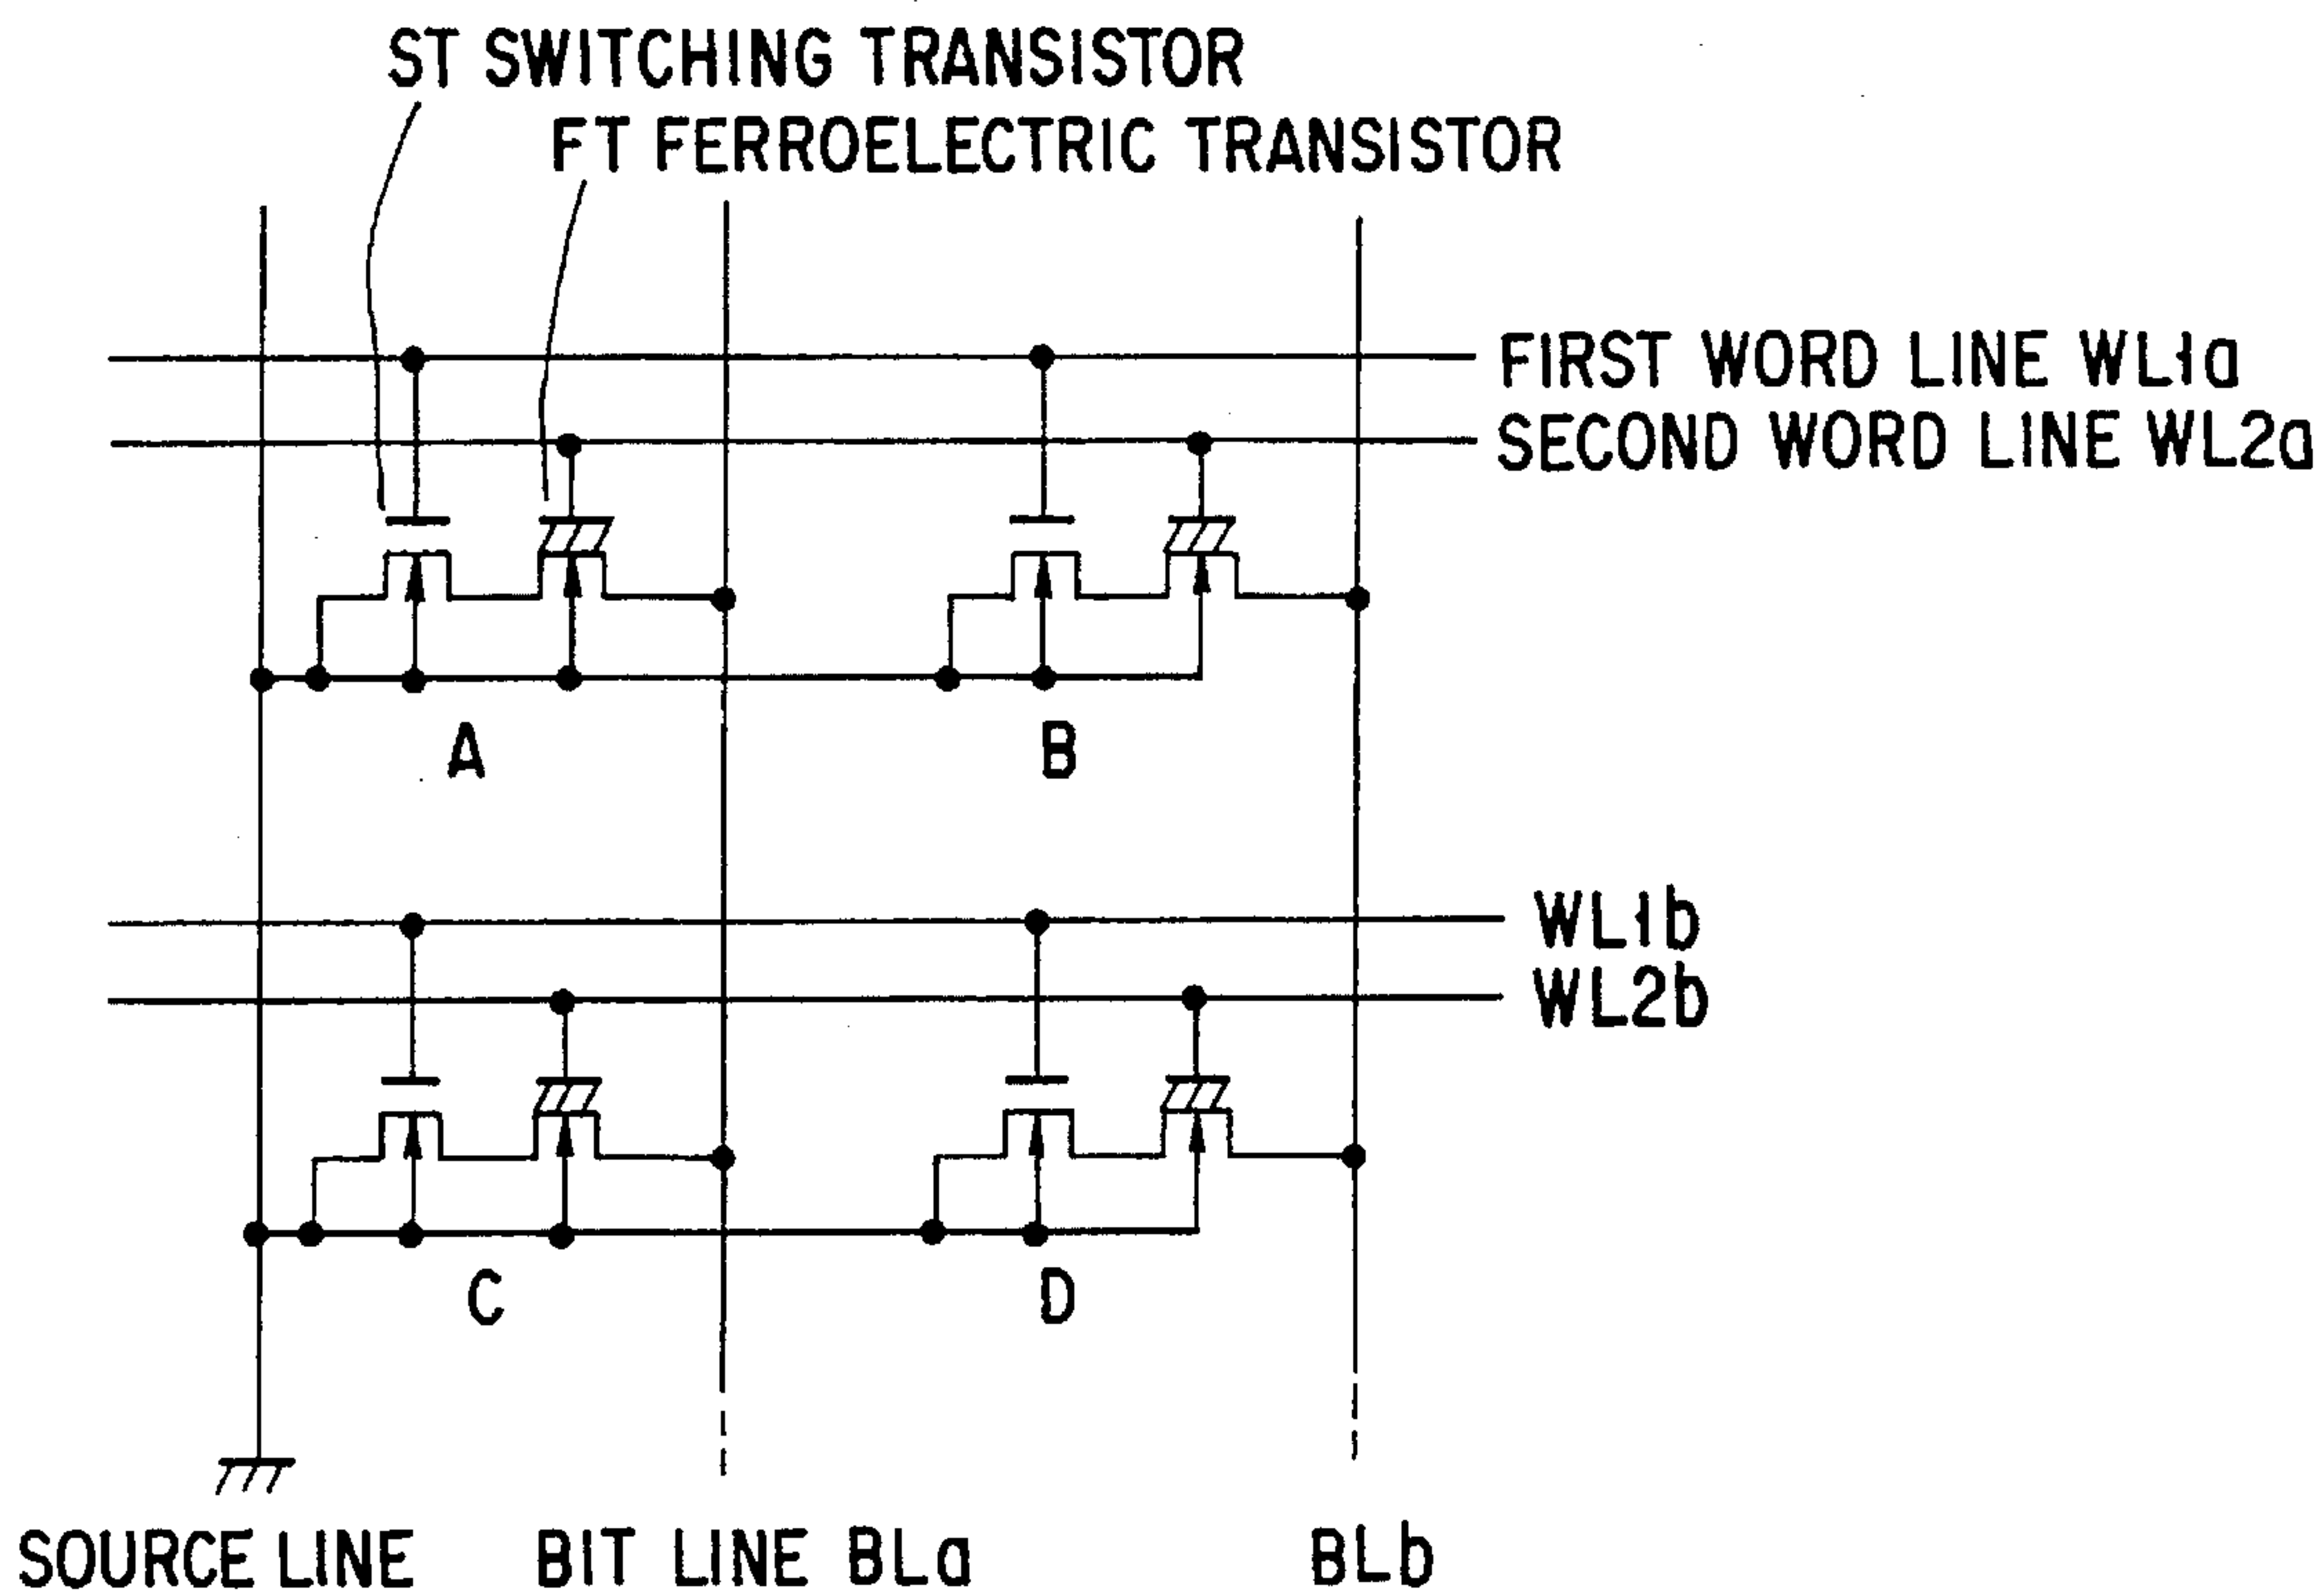 ST SWITCHING TRANSISTOR
FT FERROELECTRIC TRANSISTOR
FIRST WORD LINE WL1a
SECOND WORD LINE WL2a
A
B
WL1b
WL2b
C
D
SOURCE LINE
BIT LINE BLa
BLb